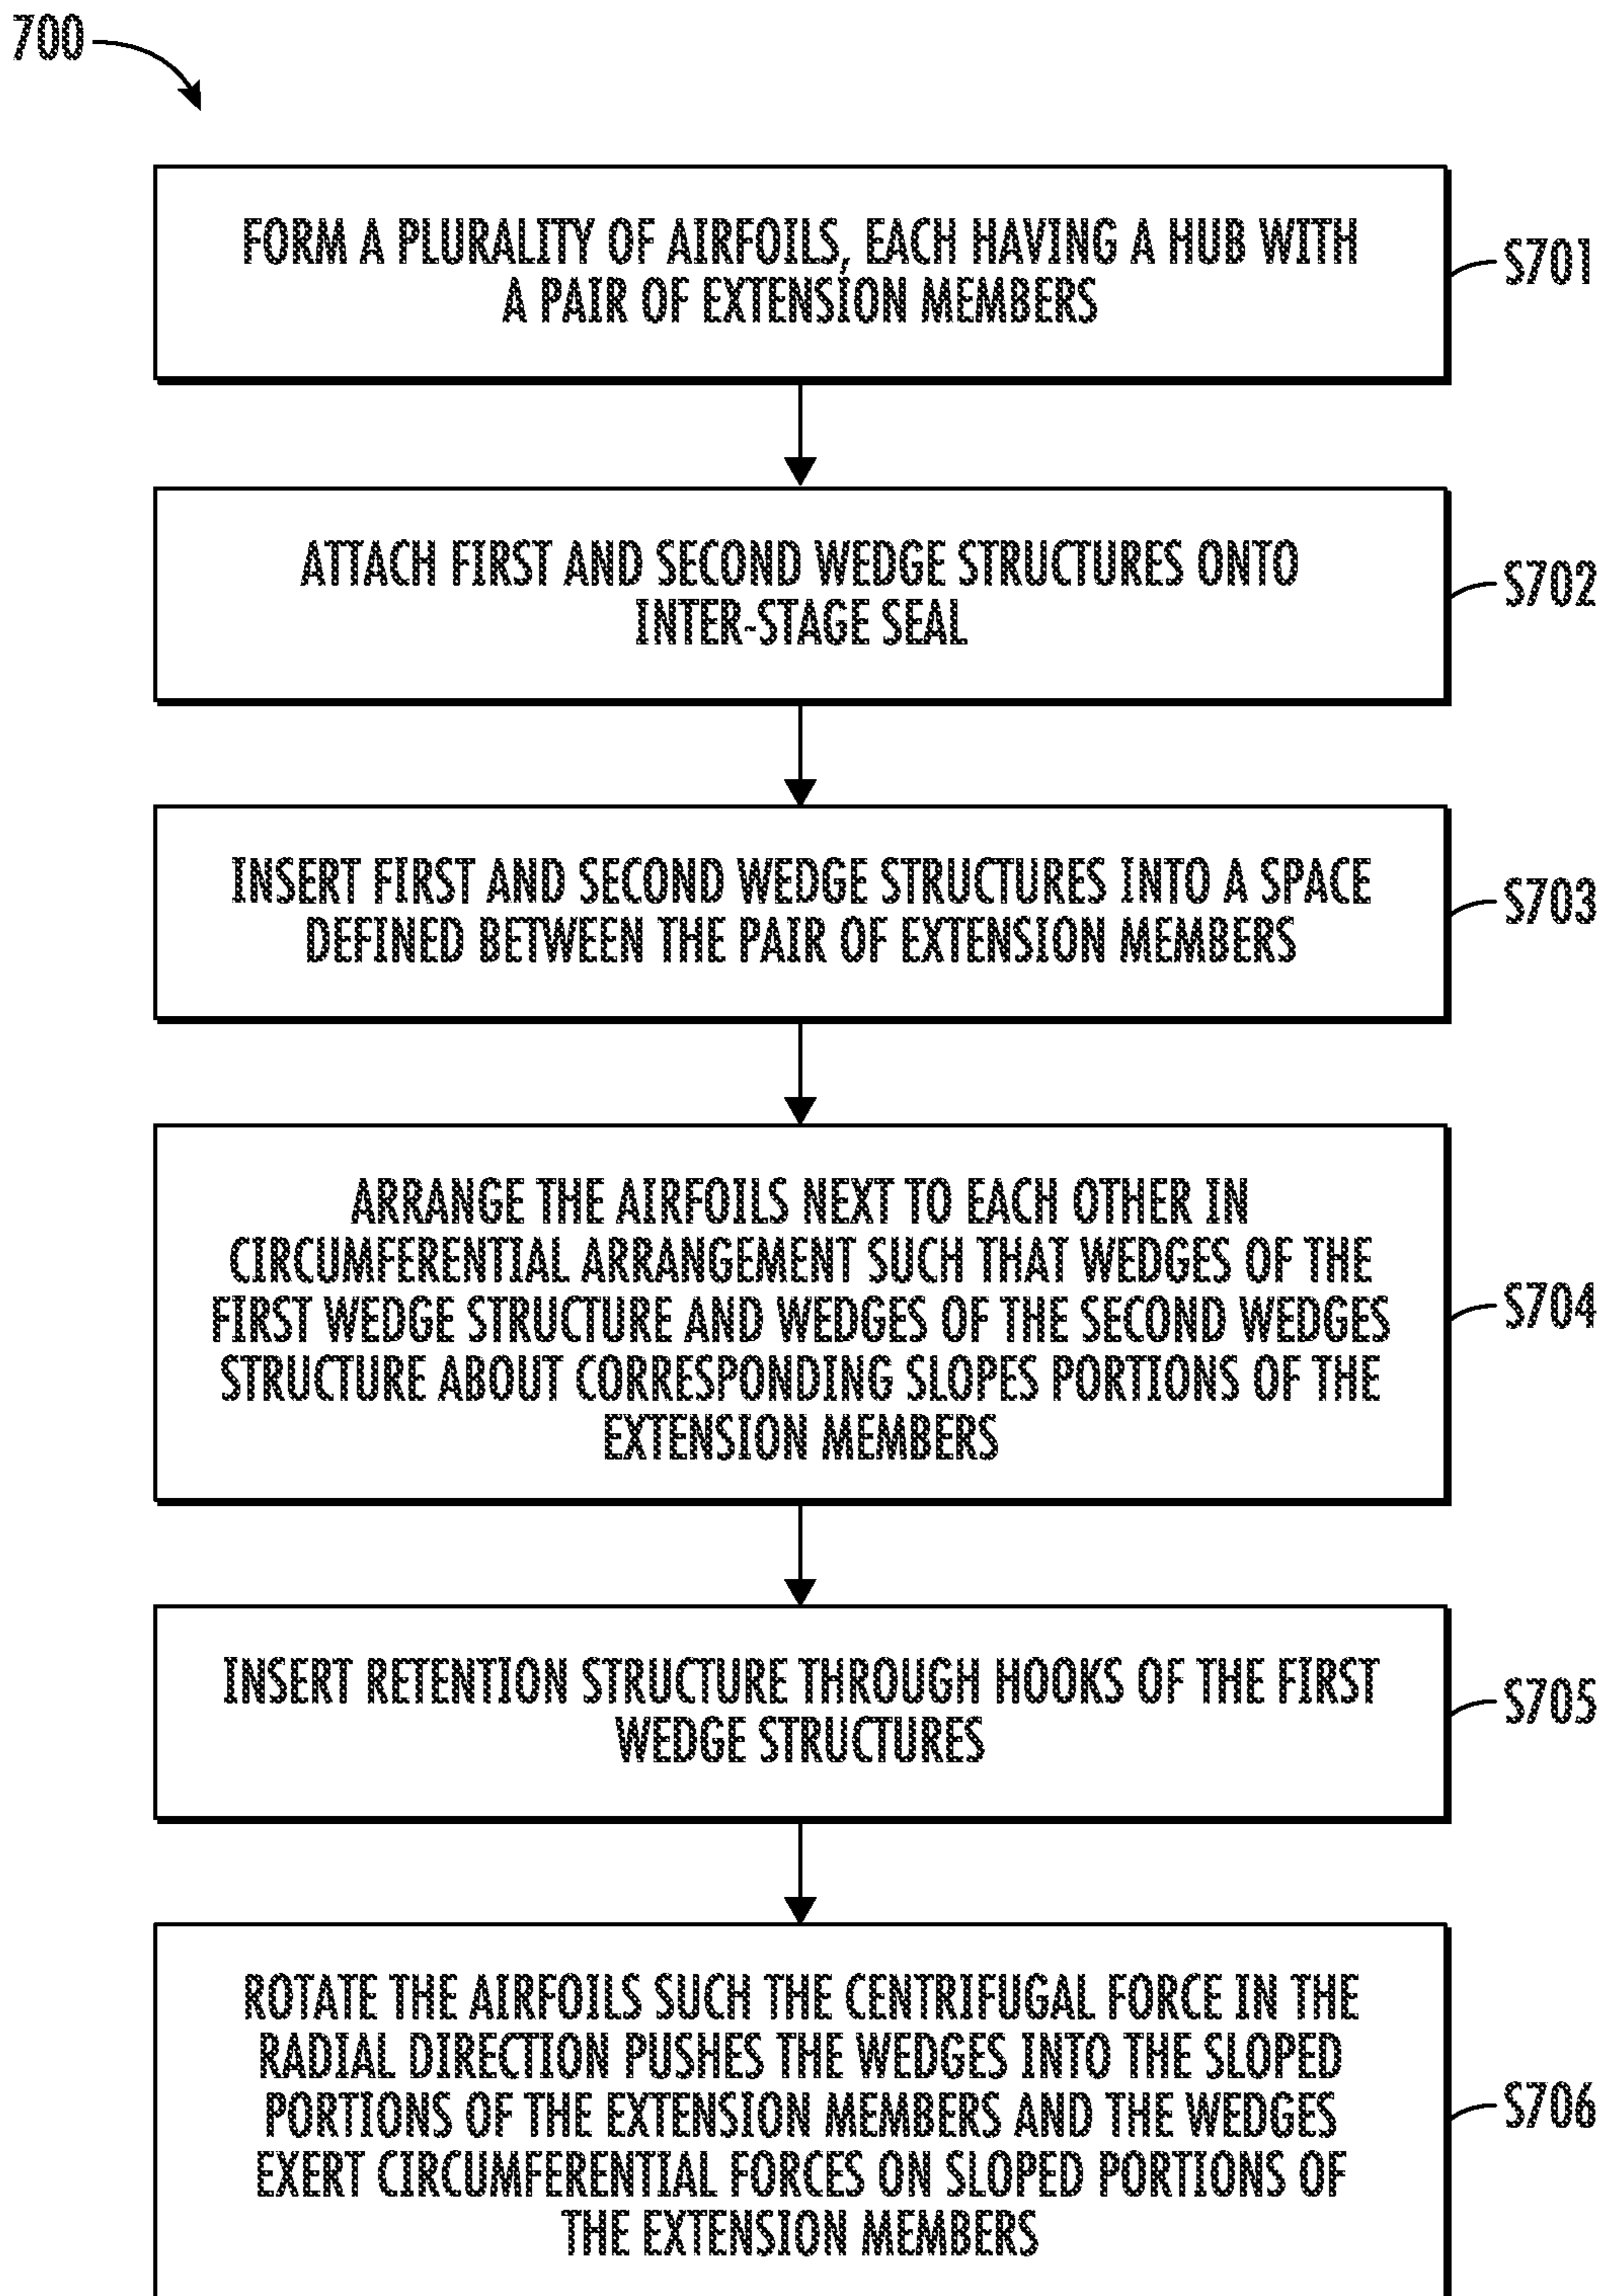 700
FORM A PLURALITY OF AIRFOILS, EACH HAVING A HUB WITH
A PAIR OF EXTENSION MEMBERS
S701
ATTACH FIRST AND SECOND WEDGE STRUCTURES ONTO
INTER-STAGE SEAL
S702
INSERT FIRST AND SECOND WEDGE STRUCTURES INTO A SPACE
DEFINED BETWEEN THE PAIR OF EXTENSION MEMBERS
S703
ARRANGE THE AIRFOILS NEXT TO EACH OTHER IN
CIRCUMFERENTIAL ARRANGEMENT SUCH THAT WEDGES OF THE
FIRST WEDGE STRUCTURE AND WEDGES OF THE SECOND WEDGES
STRUCTURE ABOUT CORRESPONDING SLOPES PORTIONS OF THE
EXTENSION MEMBERS
S704
INSERT RETENTION STRUCTURE THROUGH HOOKS OF THE FIRST
WEDGE STRUCTURES
S705
ROTATE THE AIRFOILS SUCH THE CENTRIFUGAL FORCE IN THE
RADIAL DIRECTION PUSHES THE WEDGES INTO THE SLOPED
PORTIONS OF THE EXTENSION MEMBERS AND THE WEDGES
EXERT CIRCUMFERENTIAL FORCES ON SLOPED PORTIONS OF
THE EXTENSION MEMBERS
S706